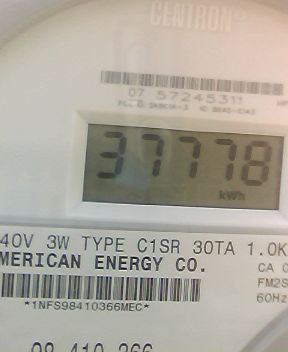 CENTRON®
07 57245311
37778
kWh
40V 3W TYPE C1SR 30TA 1.0K
MERICAN ENERGY CO.
CA 0
FM2S
60Hz
*1NFS98410366MEC*
98 410 366